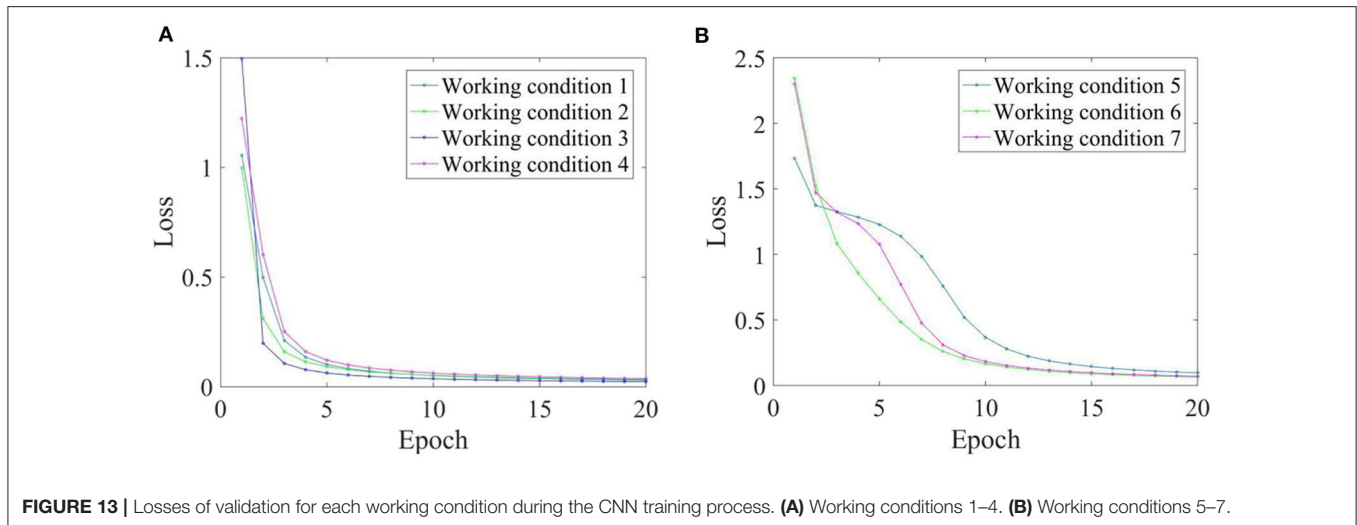 A
1.5
1
0.5
0
Loss
0 5 10 15 20
Epoch
Working condition 1
Working condition 2
Working condition 3
Working condition 4
B
2.5
2
1.5
1
0.5
0
Loss
0 5 10 15 20
Epoch
Working condition 5
Working condition 6
Working condition 7
FIGURE 13 | Losses of validation for each working condition during the CNN training process. (A) Working conditions 1–4. (B) Working conditions 5–7.